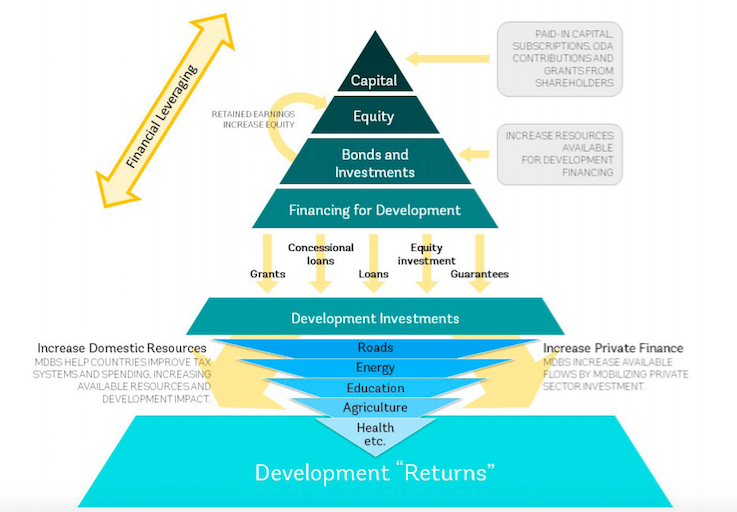 Financial Leveraging
Capital
PAID-IN CAPITAL,
SUBSCRIPTIONS, ODA
CONTRIBUTIONS AND
GRANTS FROM
SHAREHOLDERS
RETAINED EARNINGS
INCREASE EQUITY
Equity
Bonds and
Investments
INCREASE RESOURCES
AVAILABLE
FOR DEVELOPMENT
FINANCING
Financing for Development
Grants
Concessional
loans
Loans
Equity
investment
Guarantees
Development Investments
Increase Domestic Resources
MDBS HELP COUNTRIES IMPROVE TAX
SYSTEMS AND SPENDING, INCREASING
AVAILABLE RESOURCES AND
DEVELOPMENT IMPACT.
Roads
Energy
Education
Agriculture
Health
etc.
Increase Private Finance
MDBS INCREASE AVAILABLE
FLOWS BY MOBILIZING PRIVATE
SECTOR INVESTMENT.
Development “Returns”